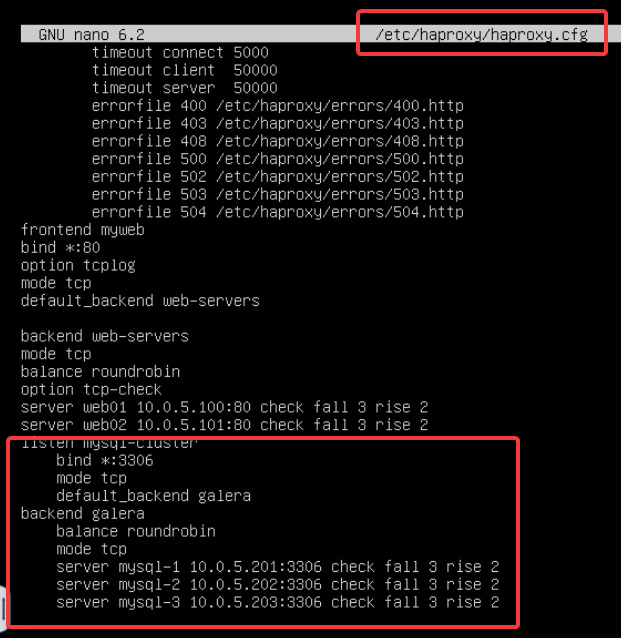 GNU nano 6.2 /etc/haproxy/haproxy.cfg
timeout connect 5000
timeout client 50000
timeout server 50000
errorfile 400 /etc/haproxy/errors/400.http
errorfile 403 /etc/haproxy/errors/403.http
errorfile 408 /etc/haproxy/errors/408.http
errorfile 500 /etc/haproxy/errors/500.http
errorfile 502 /etc/haproxy/errors/502.http
errorfile 503 /etc/haproxy/errors/503.http
errorfile 504 /etc/haproxy/errors/504.http
frontend myweb
bind *:80
option tcplog
mode tcp
default_backend web-servers
backend web-servers
mode tcp
balance roundrobin
option tcp-check
server web01 10.0.5.100:80 check fall 3 rise 2
server web02 10.0.5.101:80 check fall 3 rise 2
listen mysql-cluster
bind *:3306
mode tcp
default_backend galera
backend galera
balance roundrobin
mode tcp
server mysql-1 10.0.5.201:3306 check fall 3 rise 2
server mysql-2 10.0.5.202:3306 check fall 3 rise 2
server mysql-3 10.0.5.203:3306 check fall 3 rise 2